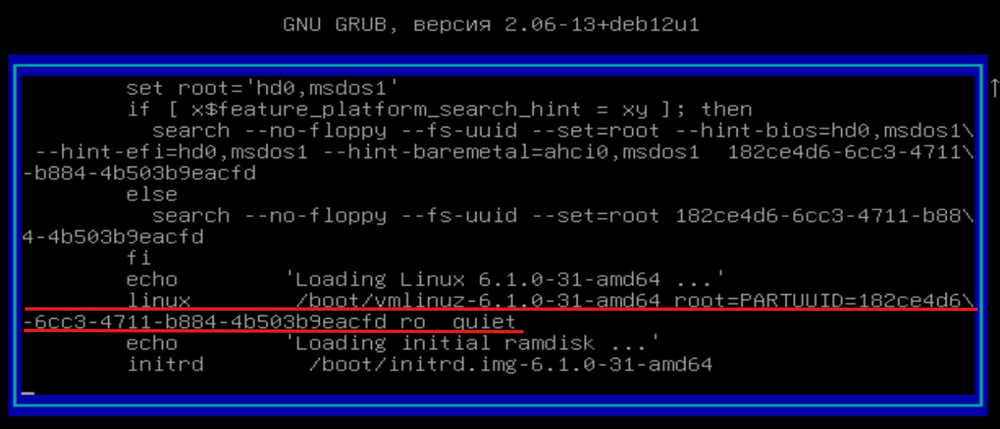 GNU GRUB, версия 2.06-13+deb12u1
set root='hd0,msdos1'
if [ x$feature_platform_search_hint = xy ]; then
search --no-floppy --fs-uuid --set=root --hint-bios=hd0,msdos1\
--hint-efi=hd0,msdos1 --hint-baremetal=ahci0,msdos1  182ce4d6-6cc3-4711\
-b884-4b503b9eacfd
else
search --no-floppy --fs-uuid --set=root 182ce4d6-6cc3-4711-b88\
4-4b503b9eacfd
fi
echo 'Loading Linux 6.1.0-31-amd64 ...'
linux /boot/vmlinuz-6.1.0-31-amd64 root=PARTUUID=182ce4d6\
-6cc3-4711-b884-4b503b9eacfd ro  quiet
echo 'Loading initial ramdisk ...'
initrd /boot/initrd.img-6.1.0-31-amd64